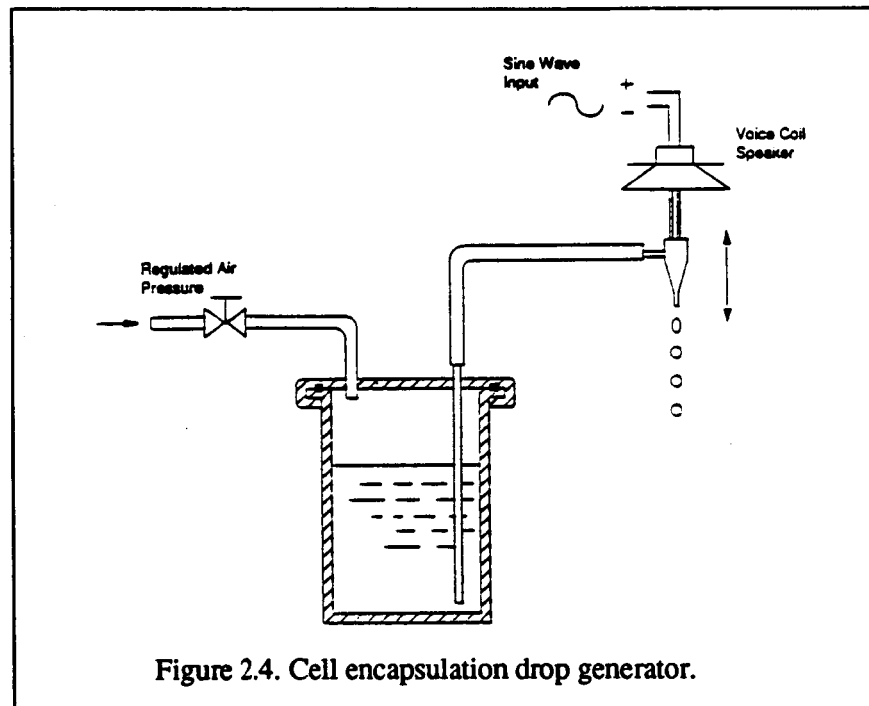 Sine Wave
Input
+
-
Voice Coil
Speaker
Regulated Air
Pressure
Figure 2.4. Cell encapsulation drop generator.